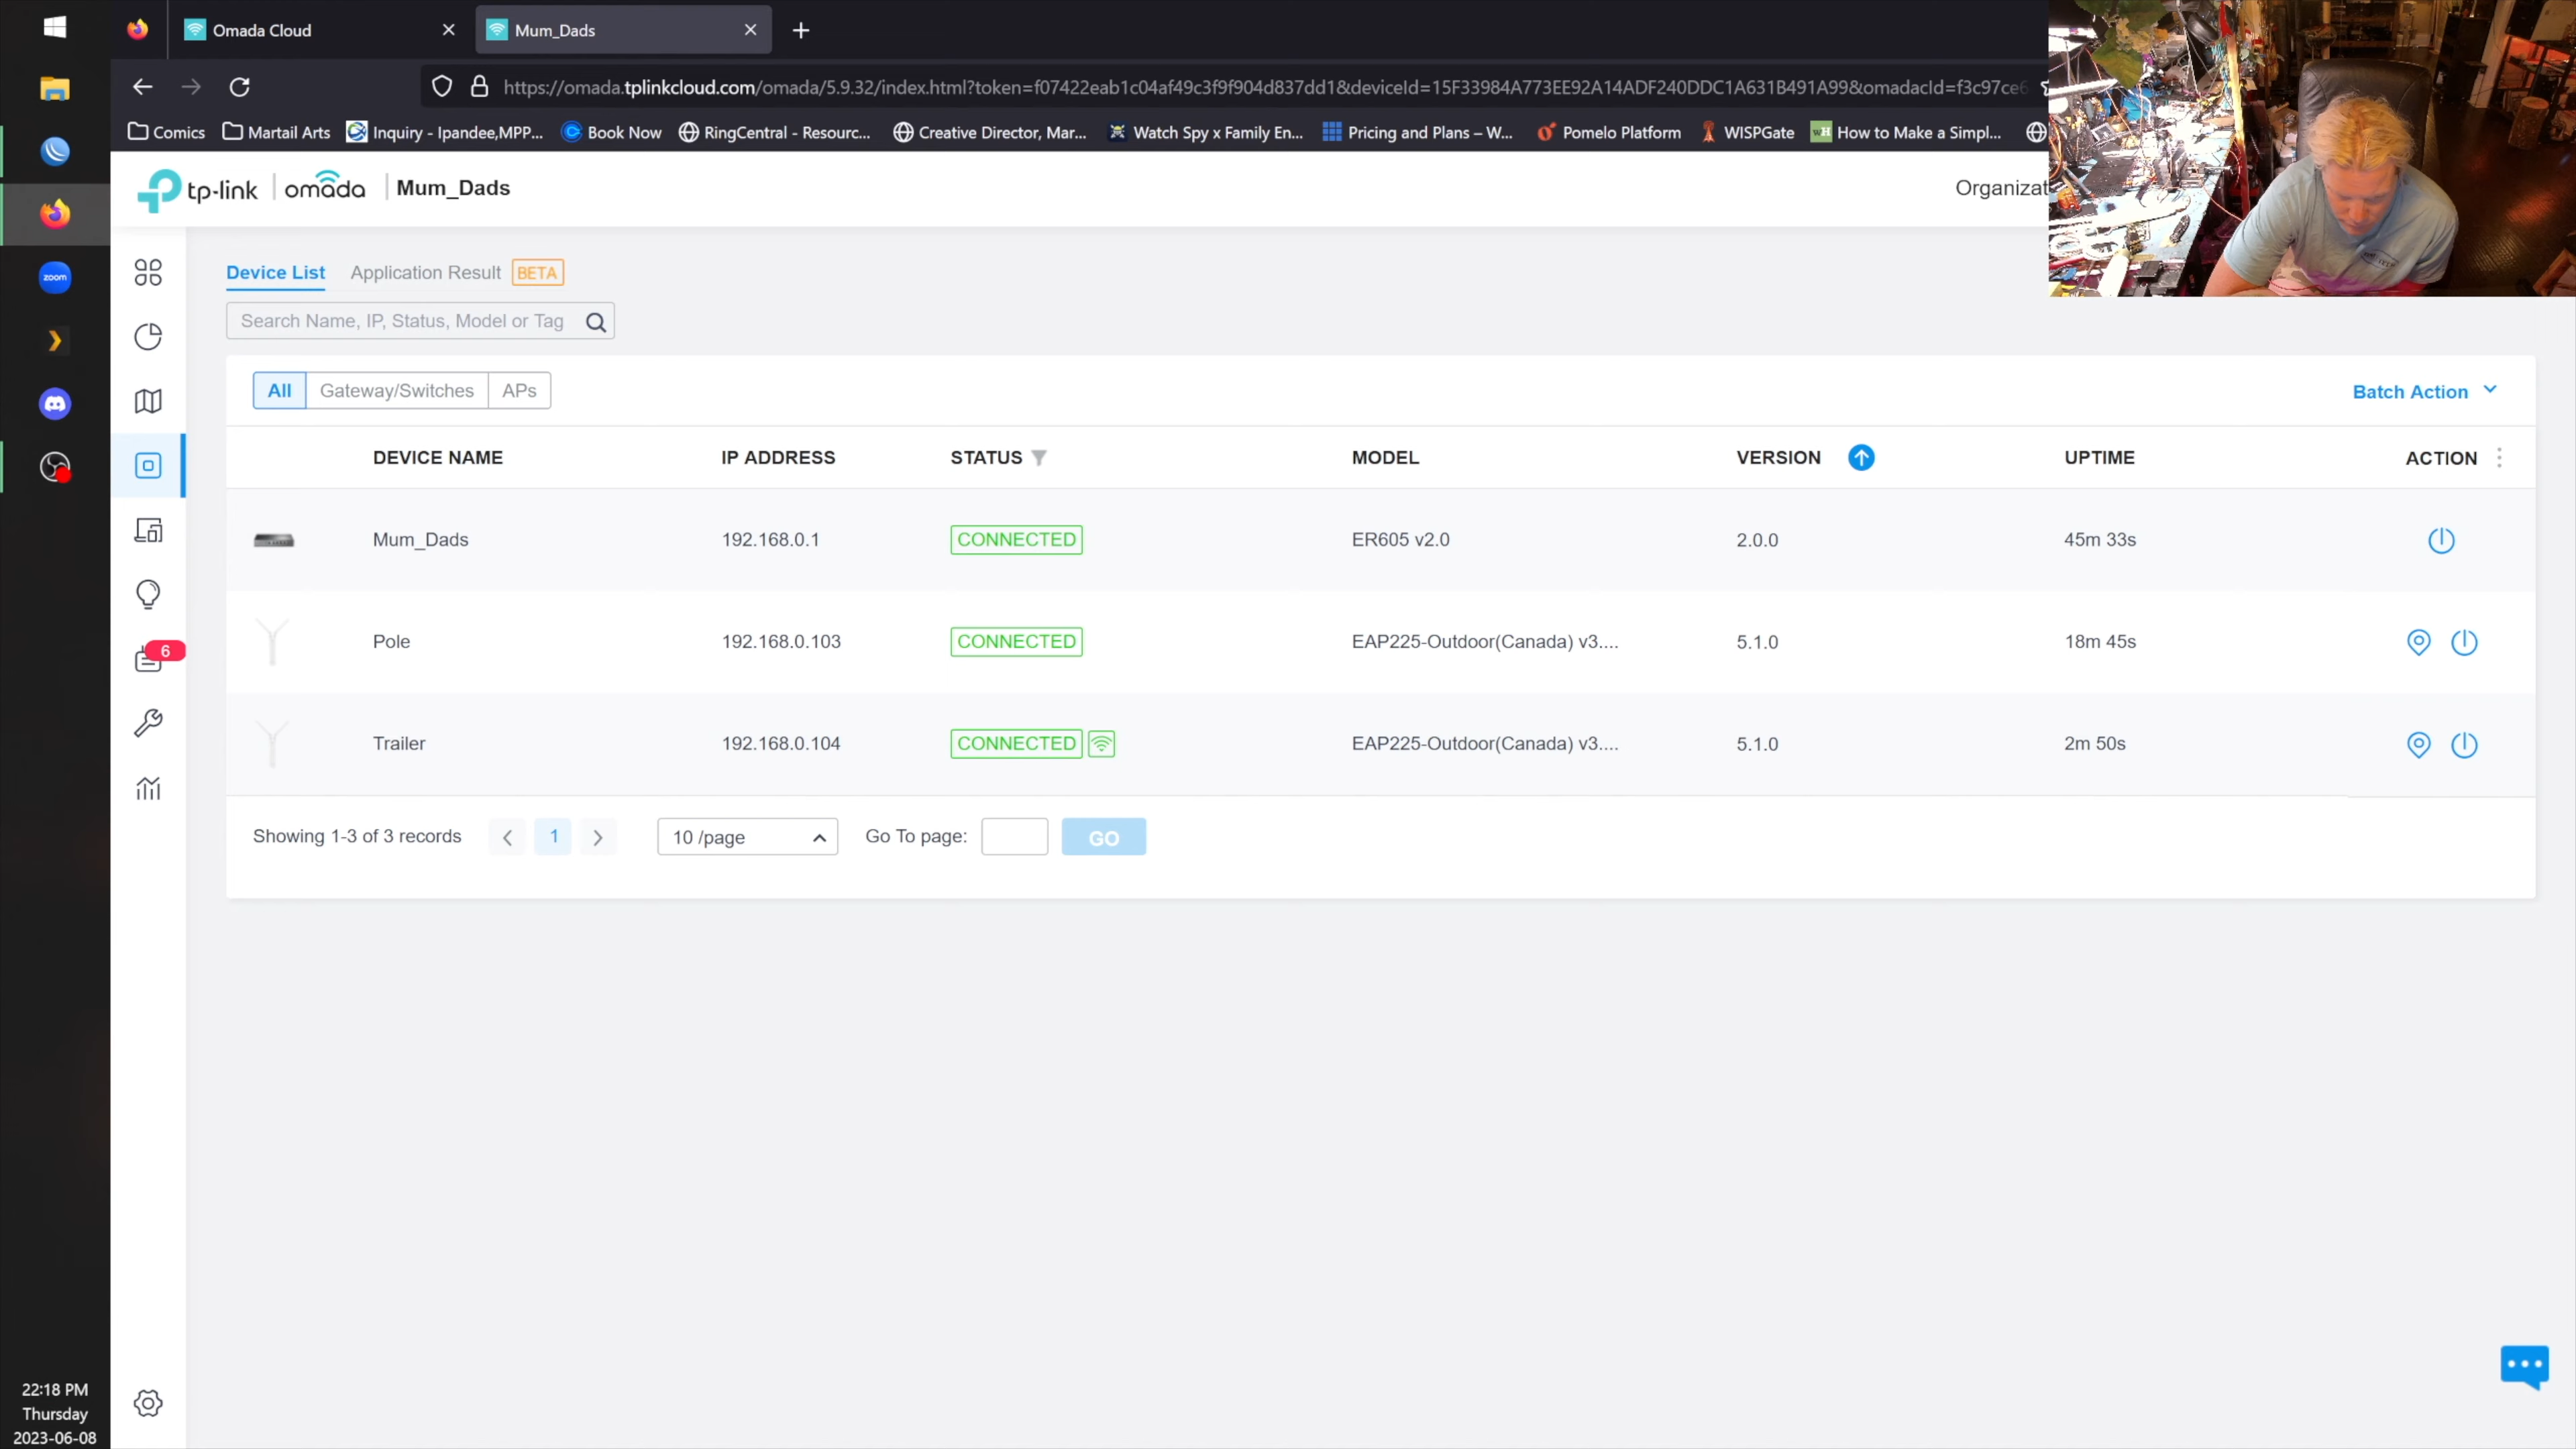 Omada Cloud
Mum_Dads
https://omada.tplinkcloud.com/omada/5.9.32/index.html?token=f07422eab1c04af49c3f9f904d837dd1&deviceId=15F33984A773EE92A14ADF240DDC1A631B491A99&omadacId=f3c97ce6
Comics
Martail Arts
Inquiry - Ipandee,MPP...
Book Now
RingCentral - Resourc...
Creative Director, Mar...
Watch Spy x Family En...
Pricing and Plans – W...
Pomelo Platform
WISPGate
wH How to Make a Simpl...
tp-link | omada | Mum_Dads
Organizat
zoom
Device List
Application Result BETA
Search Name, IP, Status, Model or Tag
All Gateway/Switches APs
Batch Action
DEVICE NAME IP ADDRESS STATUS MODEL VERSION UPTIME ACTION
Mum_Dads 192.168.0.1 CONNECTED ER605 v2.0 2.0.0 45m 33s
Pole 192.168.0.103 CONNECTED EAP225-Outdoor(Canada) v3.... 5.1.0 18m 45s
6
Trailer 192.168.0.104 CONNECTED EAP225-Outdoor(Canada) v3.... 5.1.0 2m 50s
Showing 1-3 of 3 records 1 10 /page Go To page: GO
22:18 PM
Thursday
2023-06-08